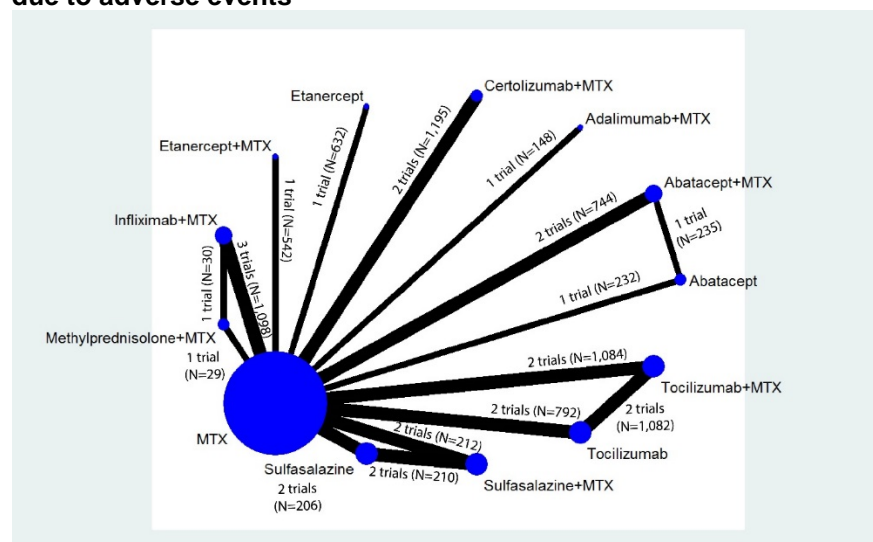 due to adverse events
Etanercept
Certolizumab+MTX
Adalimumab+MTX
Etanercept+MTX
Abatacept+MTX
Infliximab+MTX
Abatacept
Methylprednisolone+MTX
Tocilizumab+MTX
MTX
Tocilizumab
Sulfasalazine
Sulfasalazine+MTX
1 trial (N=632)
2 trials (N=1,195)
1 trial (N=148)
1 trial (N=542)
2 trials (N=744)
1 trial
(N=235)
1 trial (N=30)
3 trials (N=1,098)
1 trial (N=232)
1 trial
(N=29)
2 trials (N=1,084)
2 trials (N=792)
2 trials
(N=1,082)
2 trials (N=212)
2 trials (N=210)
2 trials
(N=206)